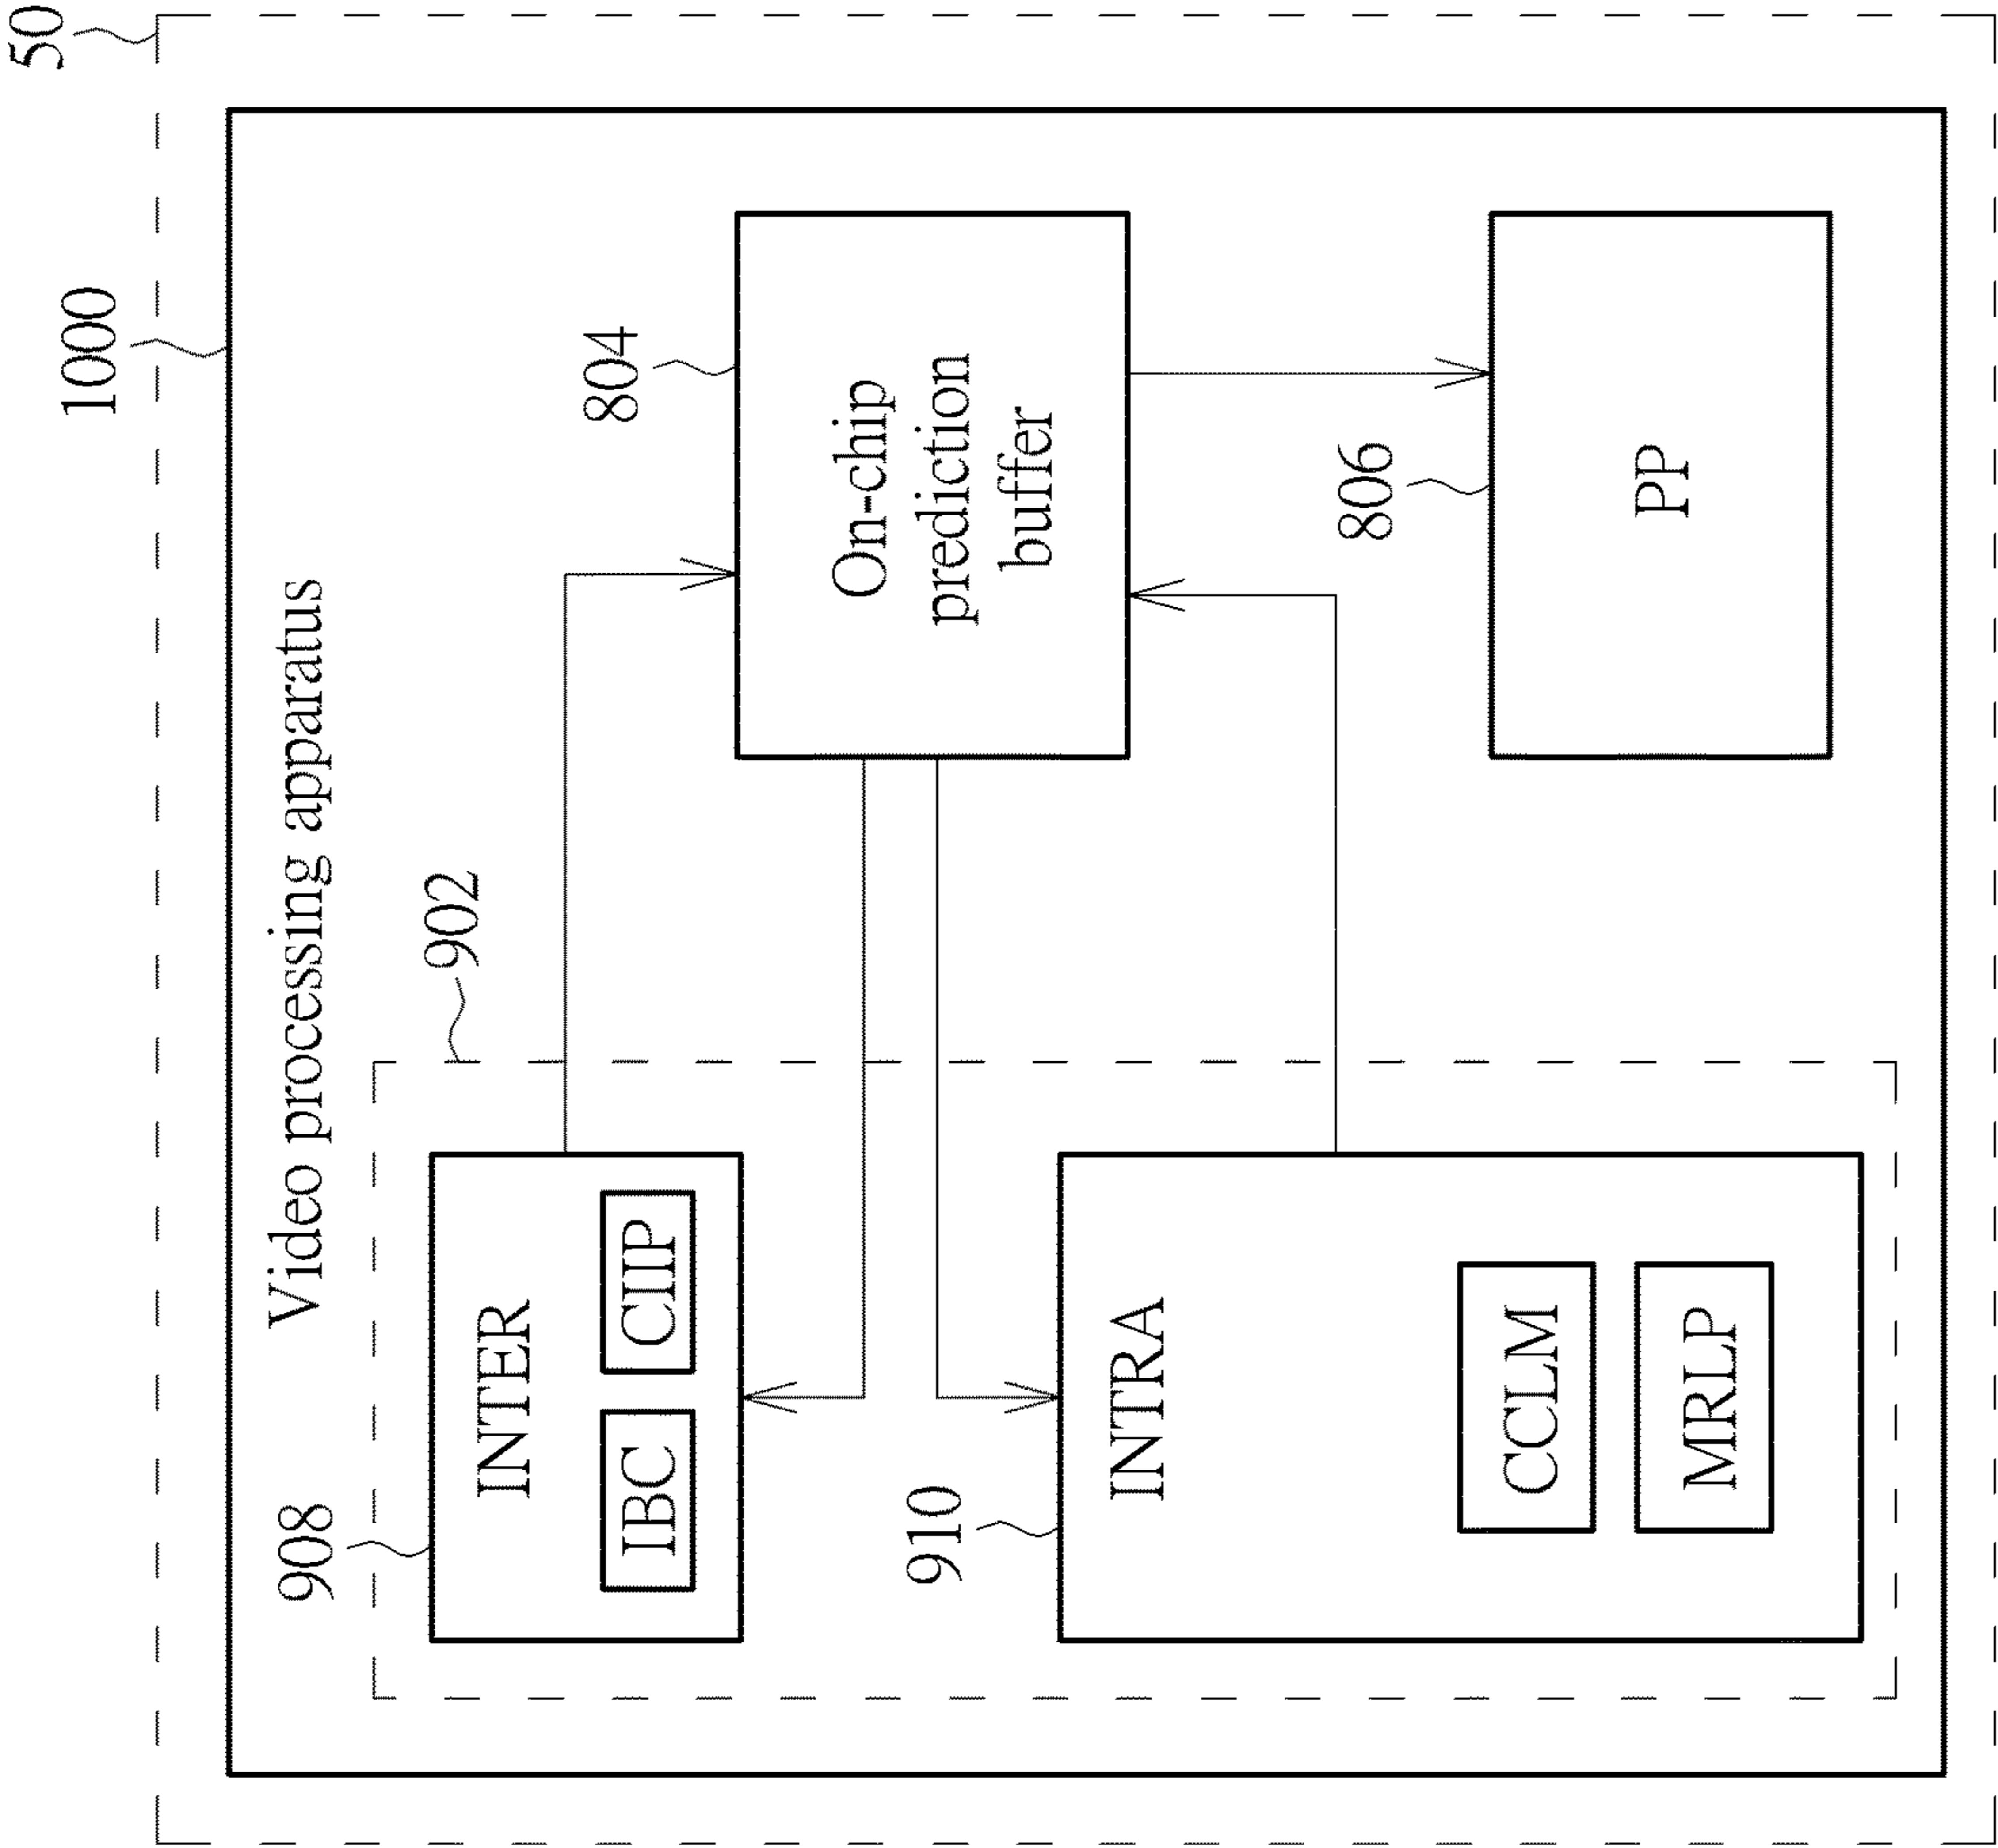 50
1000
Video processing apparatus
902
908
INTER
IBC
CIIP
804
On-chip
prediction
buffer
910
INTRA
CCLM
MRLP
806
PP